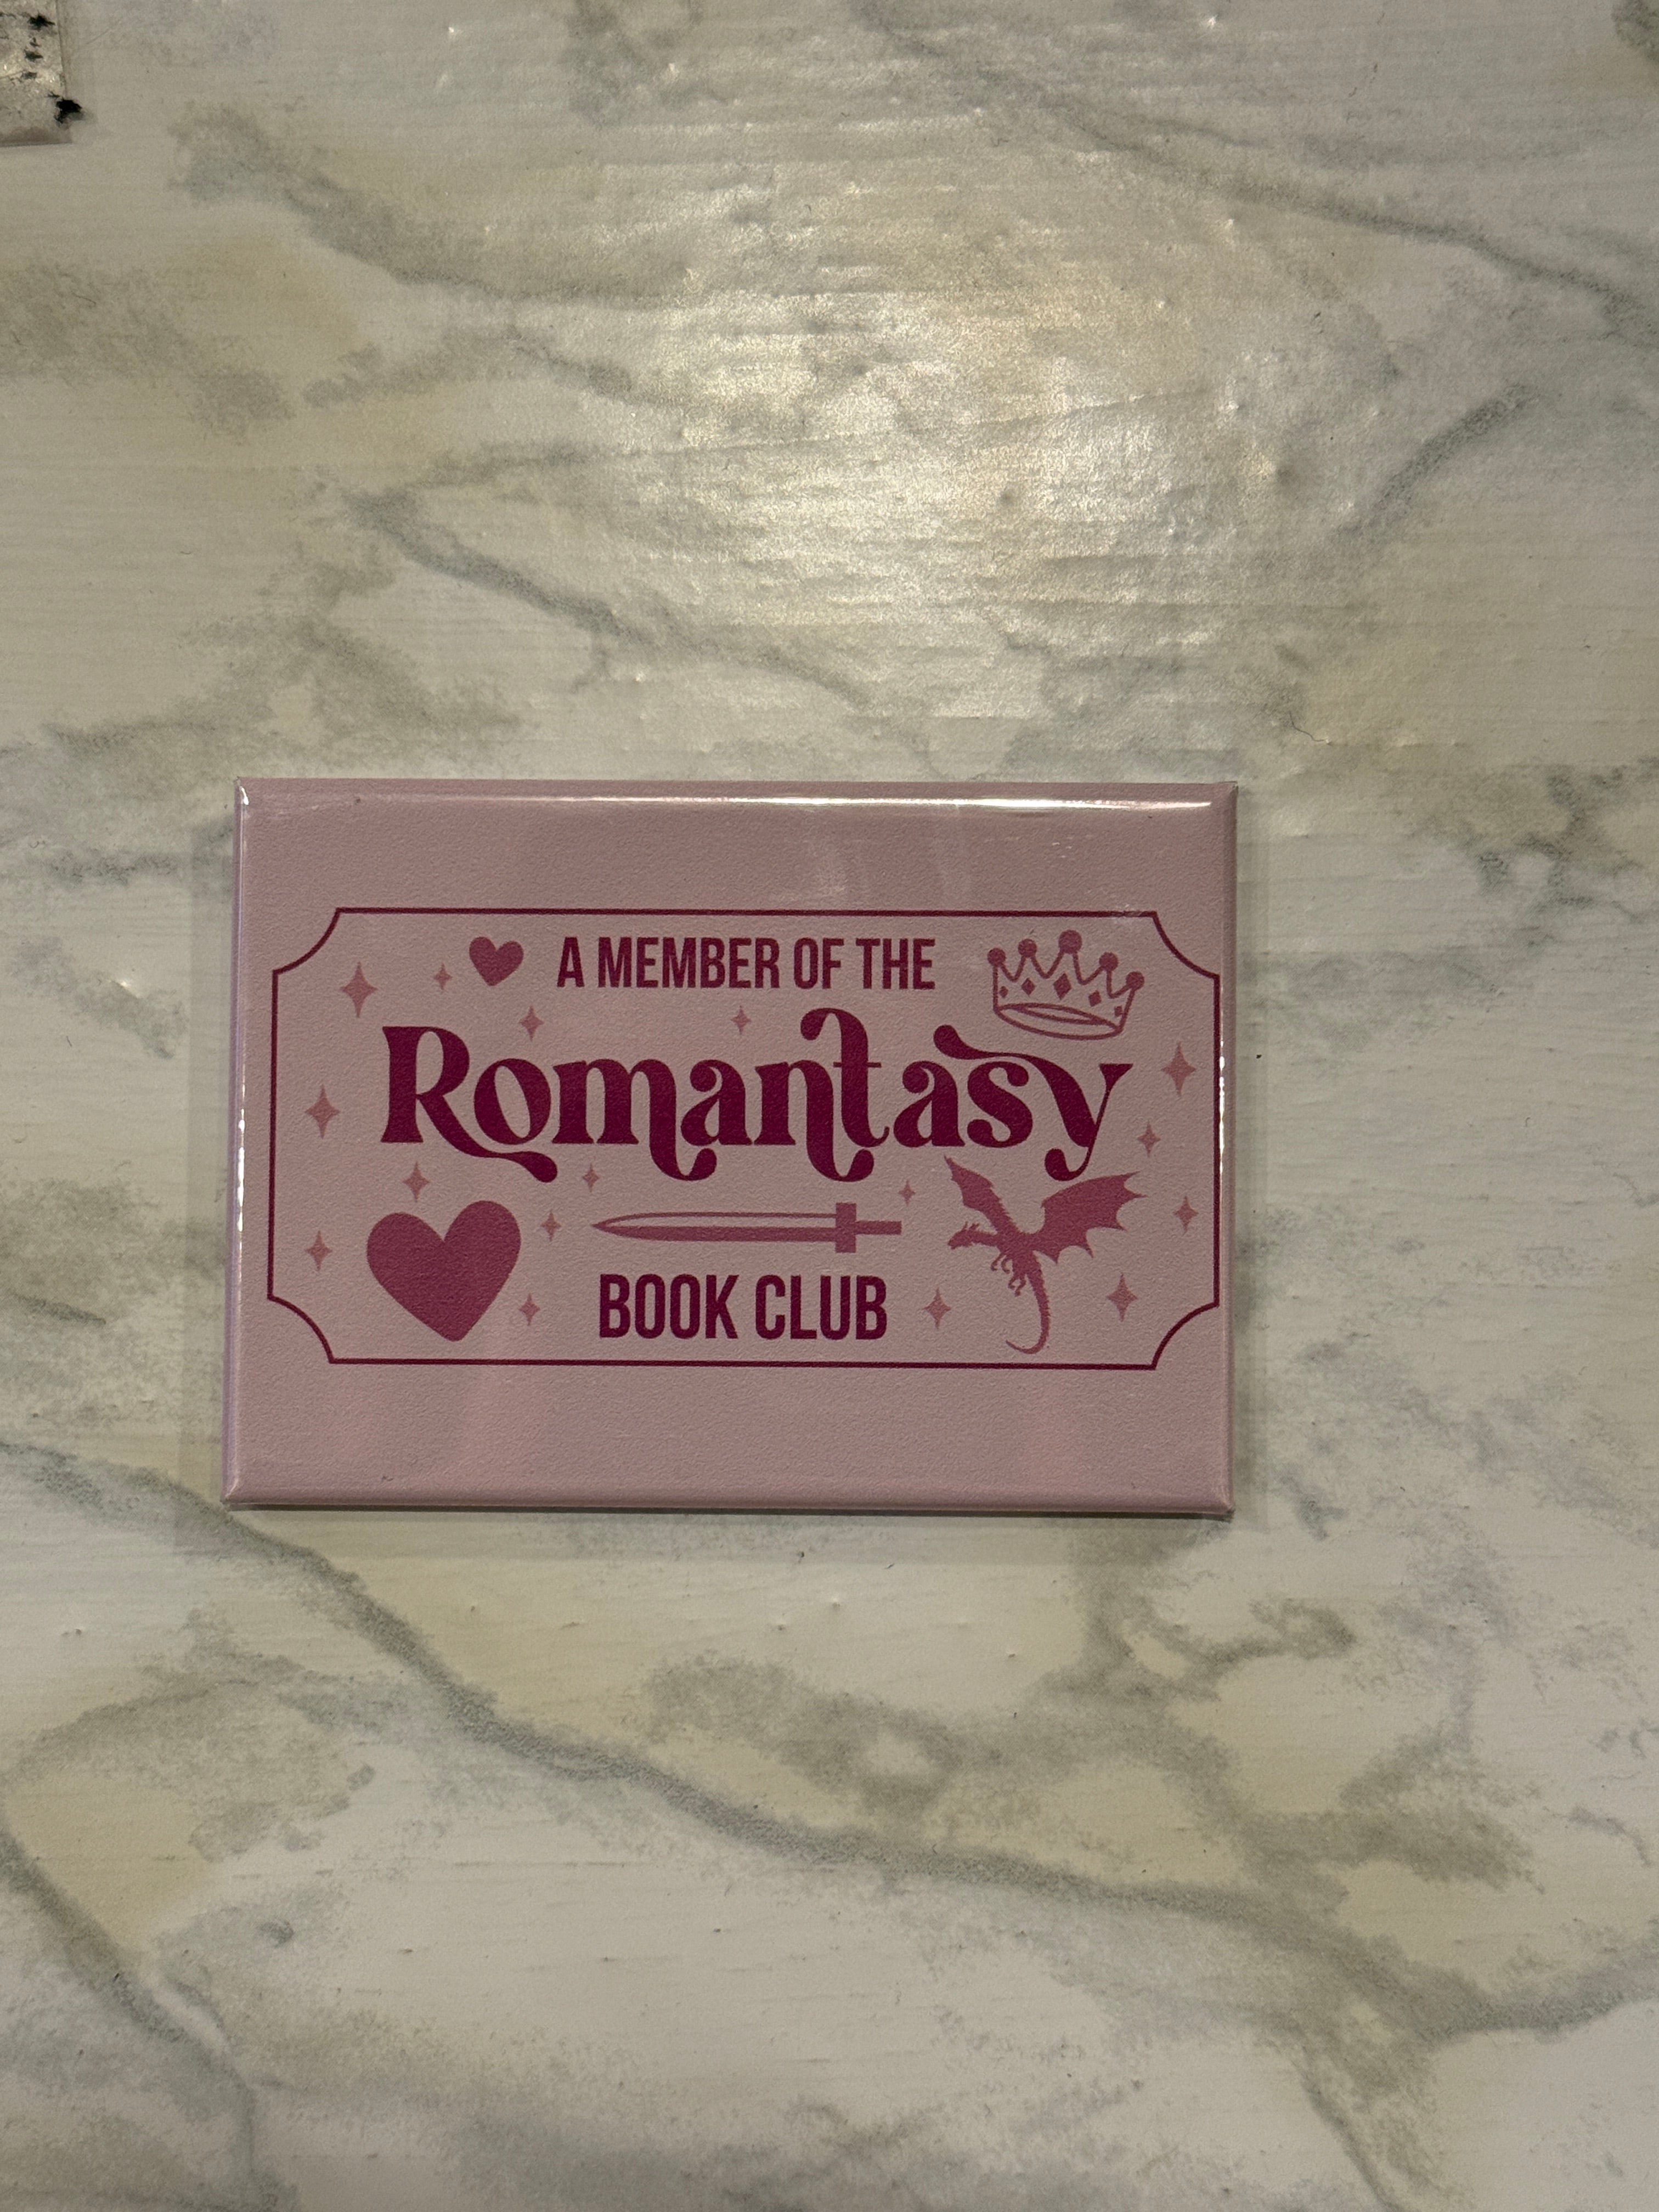 A MEMBER OF THE
Romantasy
BOOK CLUB